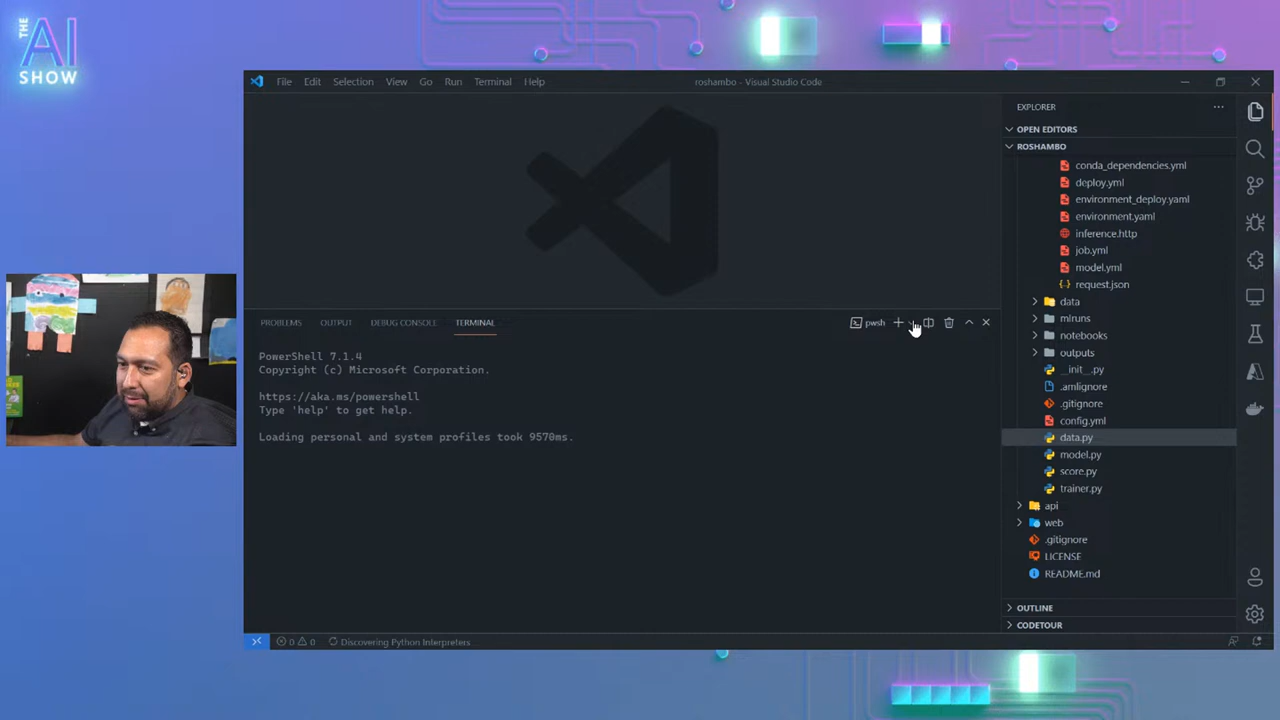 THE
AI
SHOW
File Edit Selection View Go Run Terminal Help
roshambo - Visual Studio Code
EXPLORER
OPEN EDITORS
ROSHAMBO
conda_dependencies.yml
deploy.yml
environment_deploy.yaml
environment.yaml
inference.http
job.yml
model.yml
request.json
data
mlruns
notebooks
outputs
__init__.py
.amlignore
.gitignore
config.yml
data.py
model.py
score.py
trainer.py
api
web
.gitignore
LICENSE
README.md
OUTLINE
CODETOUR
PROBLEMS OUTPUT DEBUG CONSOLE TERMINAL
pwsh
PowerShell 7.1.4
Copyright (c) Microsoft Corporation.
https://aka.ms/powershell
Type 'help' to get help.
Loading personal and system profiles took 9570ms.
0 0 Discovering Python Interpreters